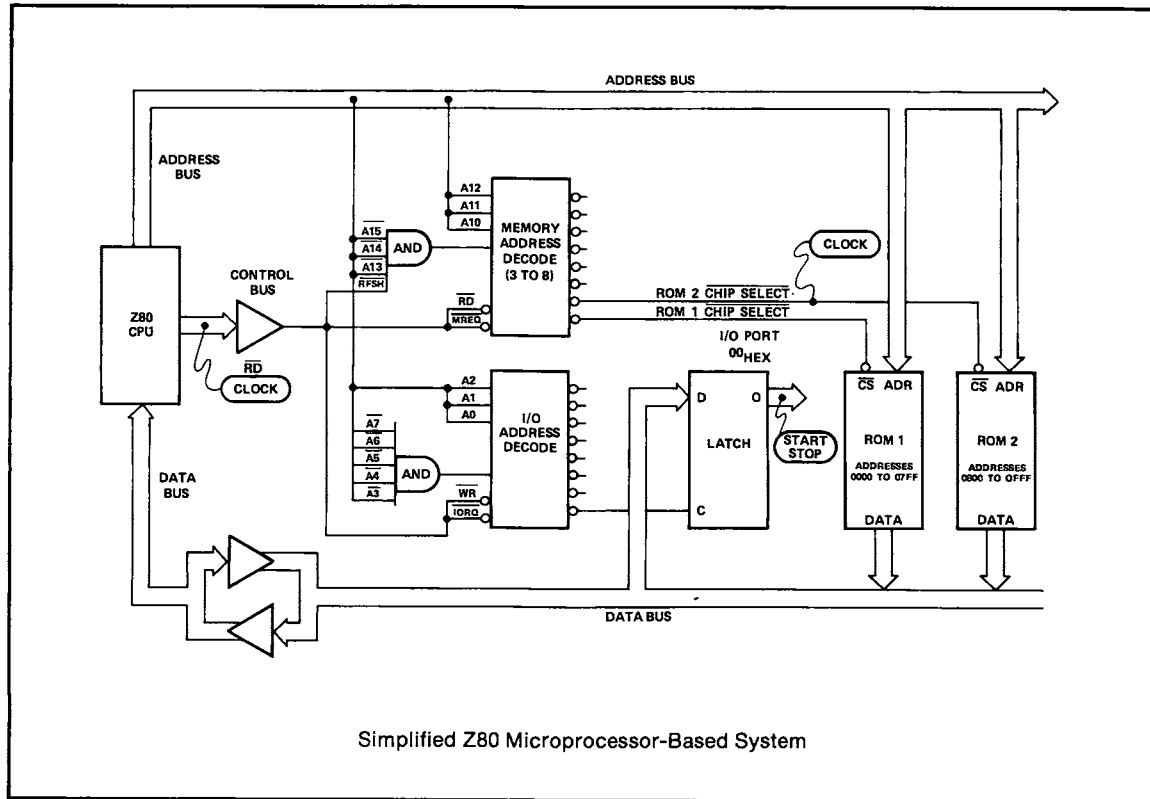 ADDRESS BUS
ADDRESS
BUS
A12
A11
A10
MEMORY
ADDRESS
DECODE
(3 TO 8)
A15
A14
A13
RFSH
AND
CLOCK
CONTROL
BUS
Z80
CPU
RD
CLOCK
RD
MREQ
ROM 2 CHIP SELECT
ROM 1 CHIP SELECT
I/O PORT
00HEX
A2
A1
A0
I/O
ADDRESS
DECODE
A7
A6
A5
A4
A3
AND
WR
IORQ
D O
LATCH
C
START
STOP
CS ADR
ROM 1
ADDRESSES
0000 TO 07FF
DATA
CS ADR
ROM 2
ADDRESSES
0800 TO 0FFF
DATA
DATA
BUS
DATA BUS
Simplified Z80 Microprocessor-Based System